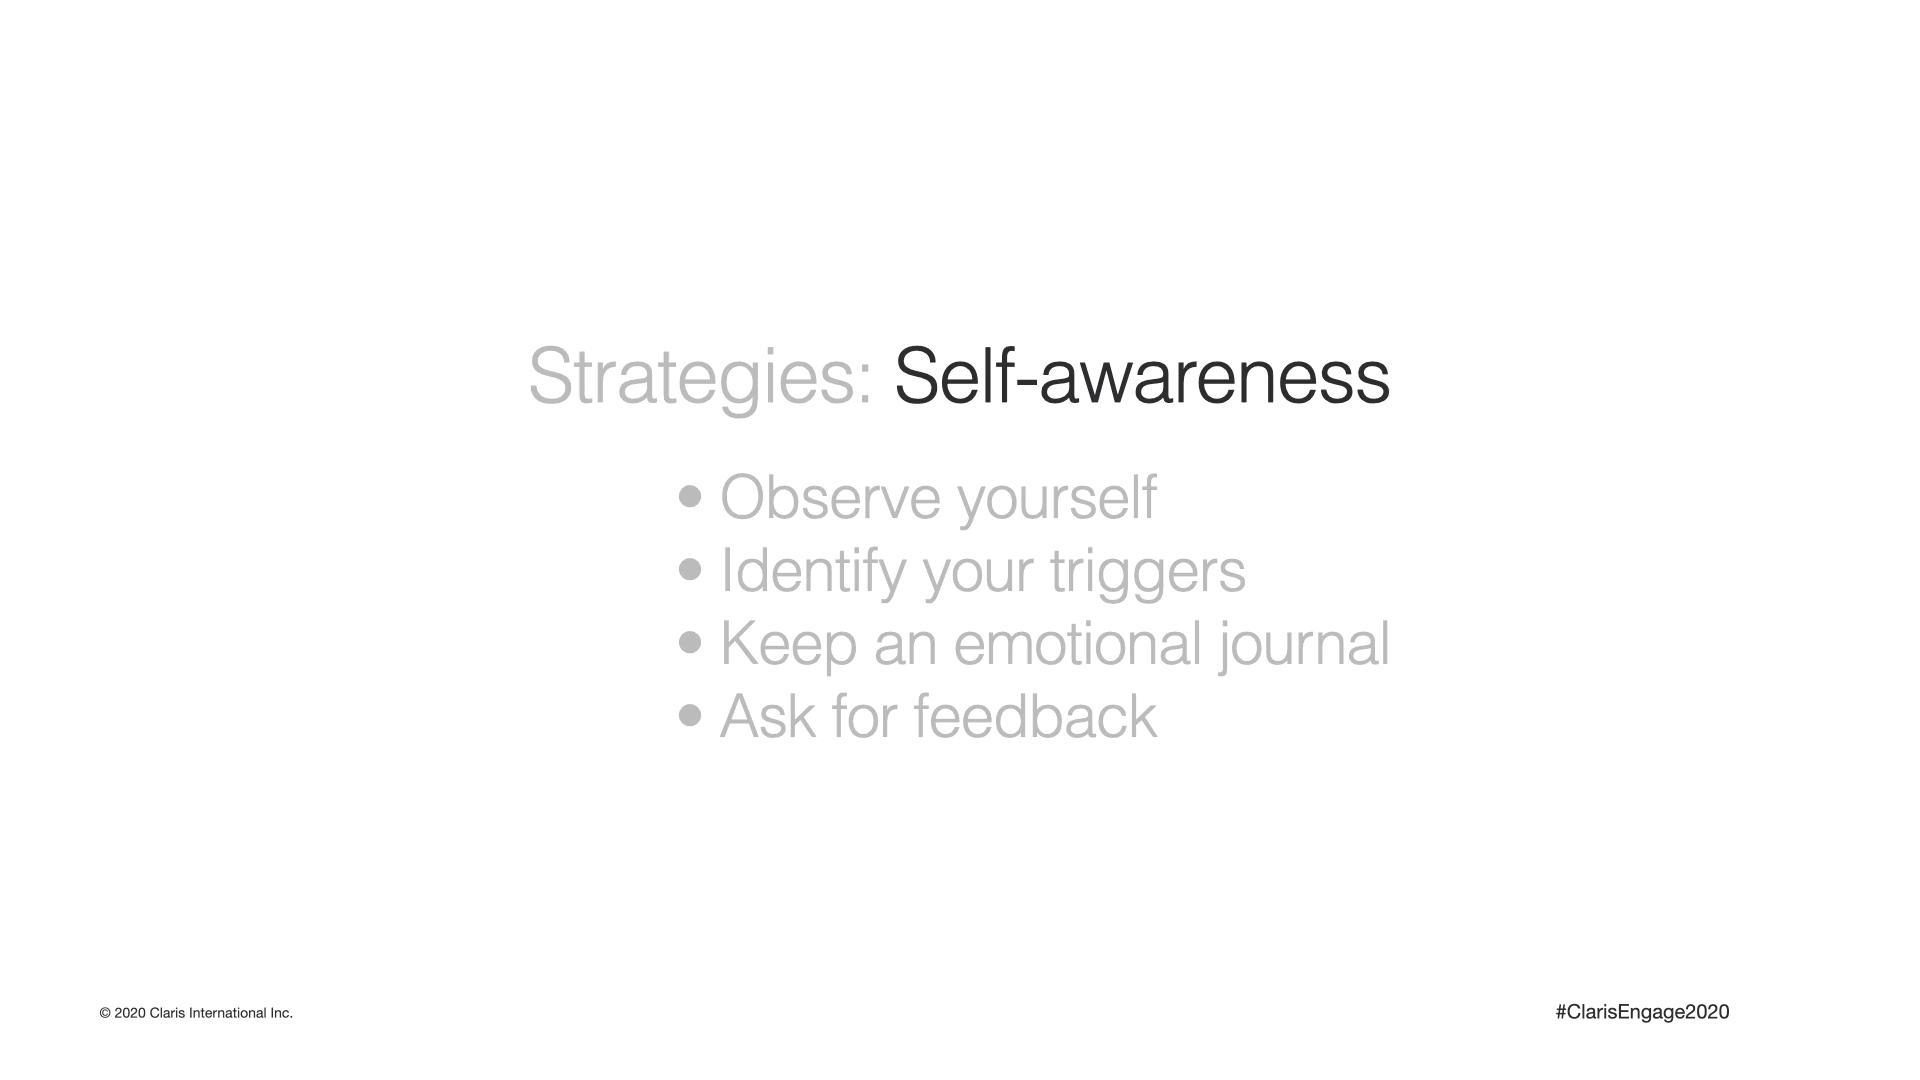 Strategies: Self-awareness
• Observe yourself
• Identify your triggers
• Keep an emotional journal
• Ask for feedback
© 2020 Claris International Inc.
#ClarisEngage2020